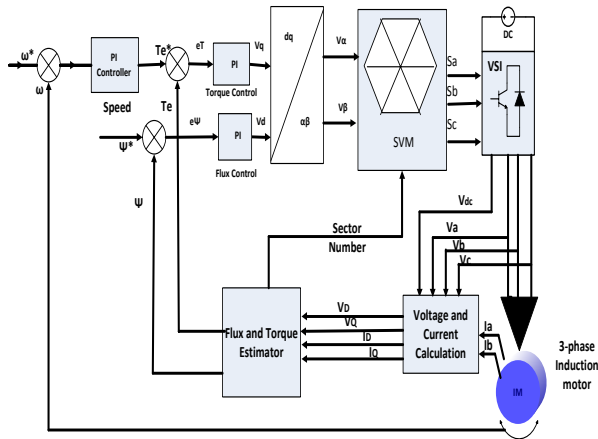 DC
ω*
ω
PI
Controller
Speed
Te*
Te
eT
PI
Torque Control
Vq
dq
αβ
Vα
Vβ
SVM
Sa
Sb
Sc
VSI
Ψ*
Ψ
eΨ
PI
Flux Control
Vd
Sector
Number
Vdc
Va
Vb
Vc
Flux and Torque
Estimator
VD
VQ
ID
IQ
Voltage and
Current
Calculation
Ia
Ib
IM
3-phase
Induction
motor